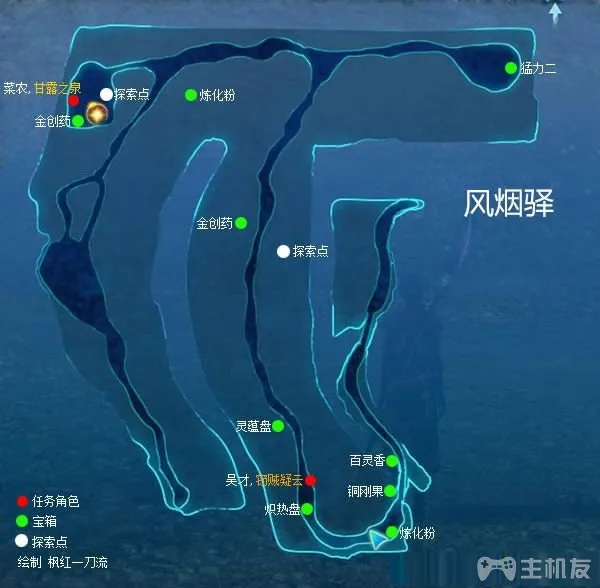 猛力二
菜农,甘露之泉
探索点
炼化粉
金创药
风烟驿
金创药
探索点
灵蕴盘
百灵香
吴才,窃贼疑云
铜刚果
炽热盘
炼化粉
任务角色
宝箱
探索点
绘制 枫红一刀流
主机友